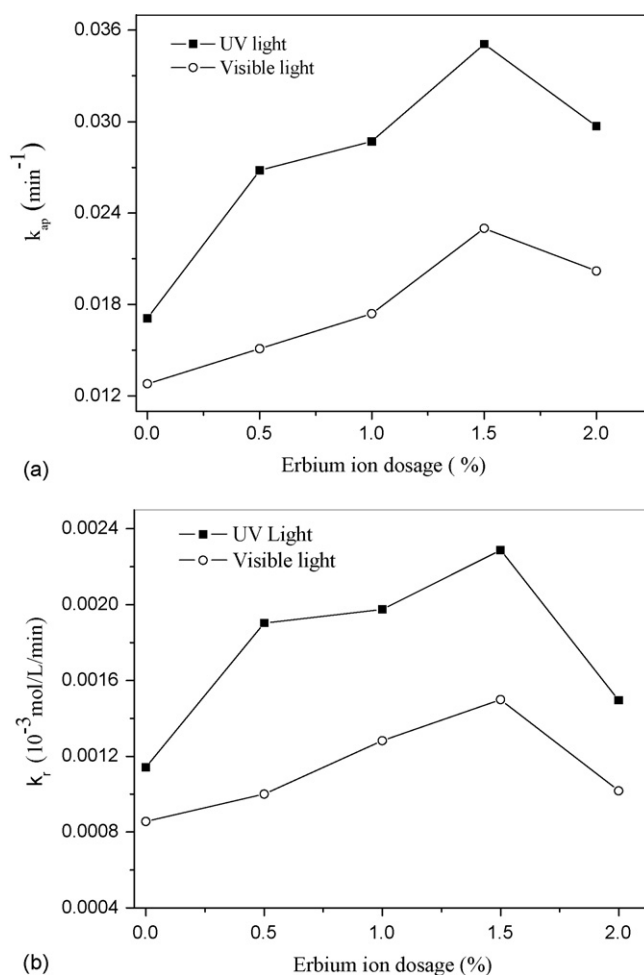 0.036
UV light
Visible light
0.030
0.024
0.018
0.012
k_ap (min^-1)
0.0 0.5 1.0 1.5 2.0
(a) Erbium ion dosage ( %)
0.0024
UV Light
Visible light
0.0020
0.0016
0.0012
0.0008
0.0004
k_r (10^-3 mol/L/min)
0.0 0.5 1.0 1.5 2.0
(b) Erbium ion dosage (%)